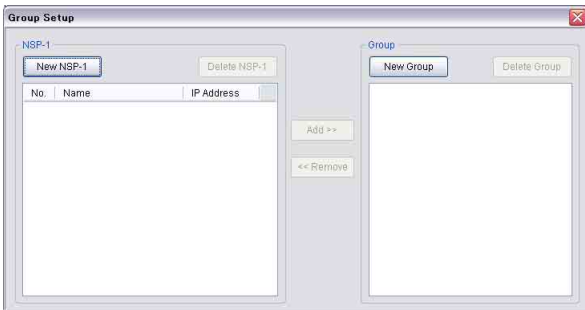 Group Setup
NSP-1
New NSP-1
Delete NSP-1
No. Name IP Address
Add >>
<< Remove
Group
New Group
Delete Group